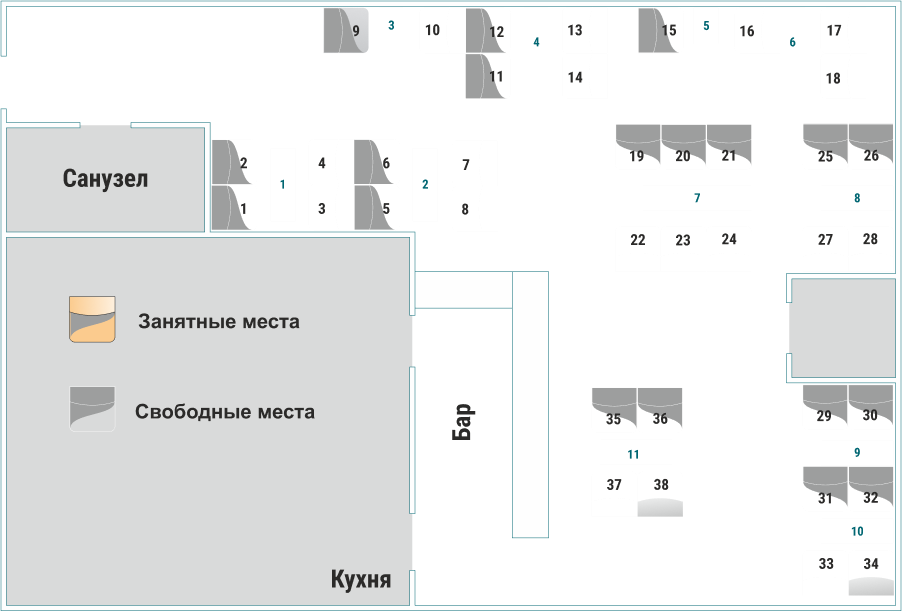 9 3 10 12 4 13 15 5 16 6 17
11 14 18
2 4 6 7 19 20 21 25 26
Санузел 1 2 7 8
1 3 5 8
22 23 24 27 28
Занятные места
Свободные места
Бар
35 36 29 30
11 9
37 38 31 32
10
33 34
Кухня